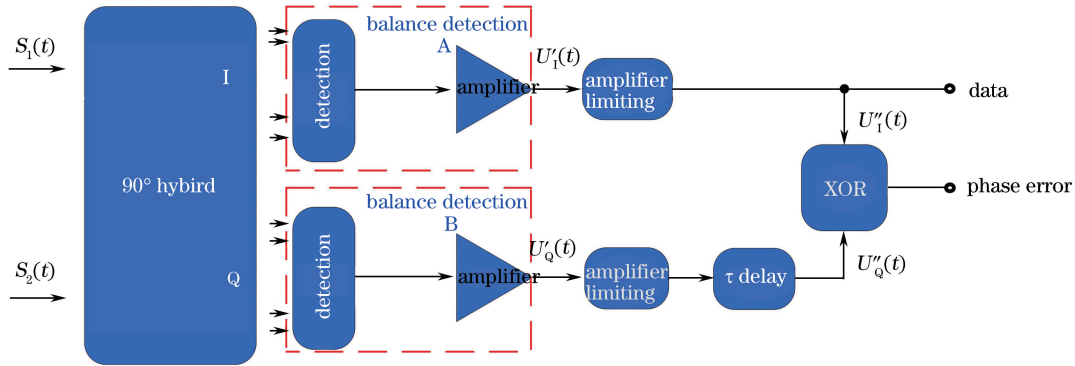 S₁(t)
S₂(t)
90° hybird
I
Q
balance detection
A
detection
amplifier
U′I(t)
amplifier
limiting
data
U″I(t)
XOR
phase error
balance detection
B
detection
amplifier
U′Q(t)
amplifier
limiting
τ delay
U″Q(t)